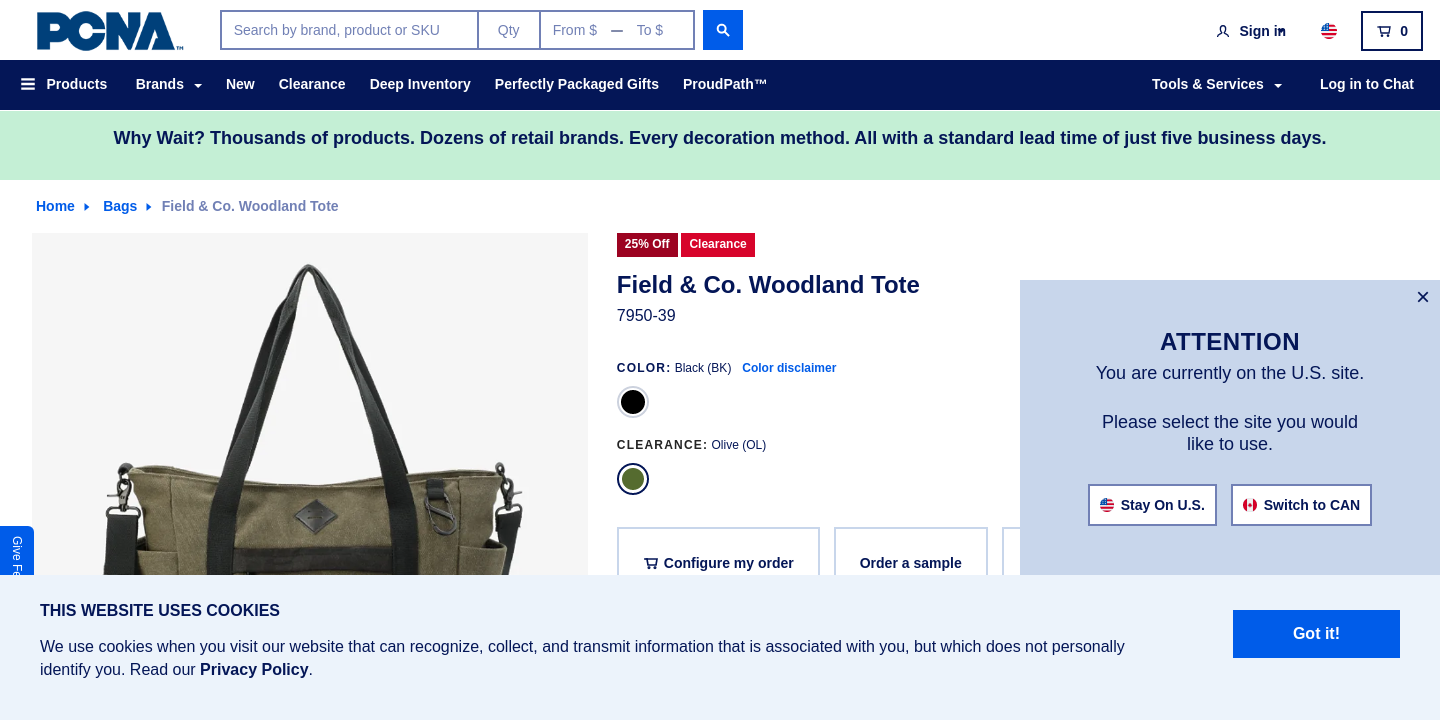 PCNA™
Search by brand, product or SKU
Qty
From $ — To $
Sign in
0
Products
Brands
New
Clearance
Deep Inventory
Perfectly Packaged Gifts
ProudPath™
Tools & Services
Log in to Chat
Why Wait? Thousands of products. Dozens of retail brands. Every decoration method. All with a standard lead time of just five business days.
Home
Bags
Field & Co. Woodland Tote
25% Off
Clearance
Field & Co. Woodland Tote
7950-39
COLOR: Black (BK) Color disclaimer
CLEARANCE: Olive (OL)
Configure my order
Order a sample
×
ATTENTION
You are currently on the U.S. site.
Please select the site you would
like to use.
Stay On U.S.
Switch to CAN
Give Fe
THIS WEBSITE USES COOKIES
We use cookies when you visit our website that can recognize, collect, and transmit information that is associated with you, but which does not personally
identify you. Read our Privacy Policy.
Got it!